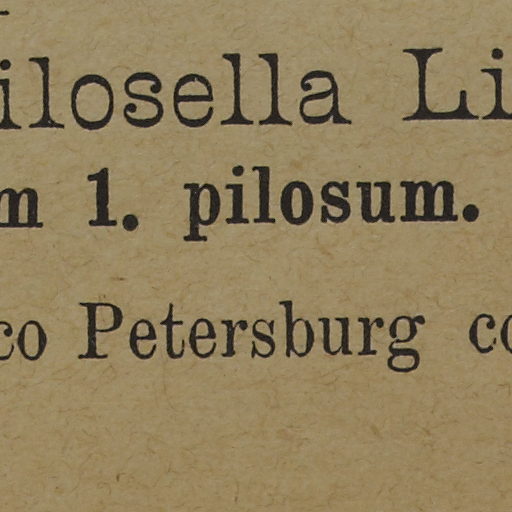 ilosella Li
m 1. pilosum.
co Petersburg co